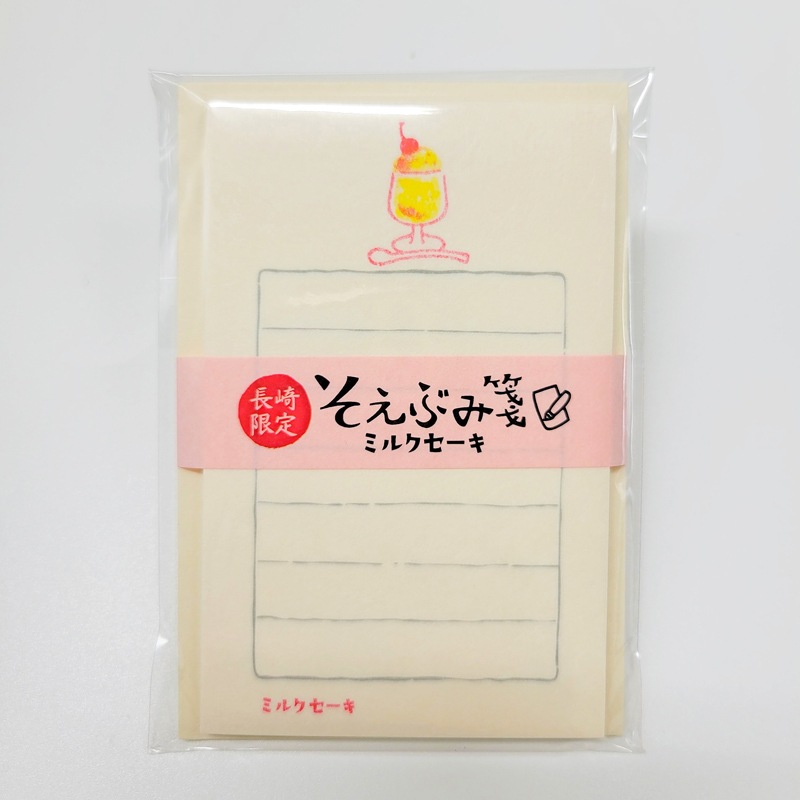 長崎
限定
そえぶみ箋
ミルクセーキ
ミルクセーキ